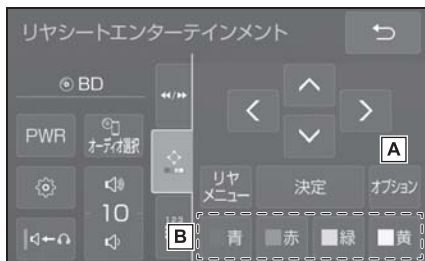 リヤシートエンターテインメント
BD
PWR
オーディオ選択
10
123
A
リヤ
メニュー
決定
オプション
B
青
赤
緑
黄